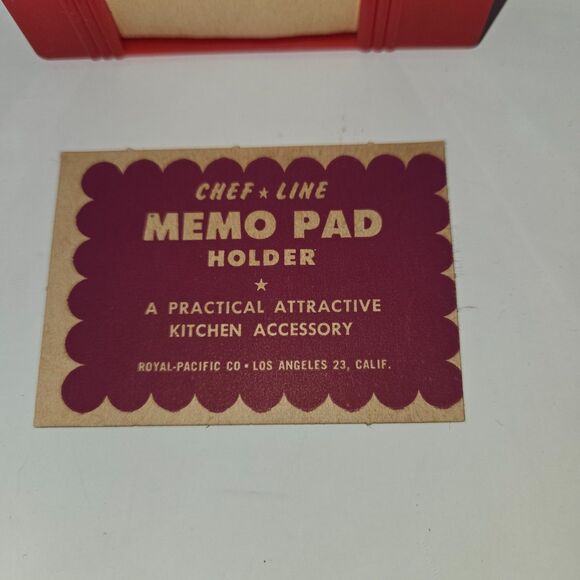 CHEF ★ LINE
MEMO PAD
HOLDER
★
A PRACTICAL ATTRACTIVE
KITCHEN ACCESSORY
ROYAL-PACIFIC CO • LOS ANGELES 23, CALIF.